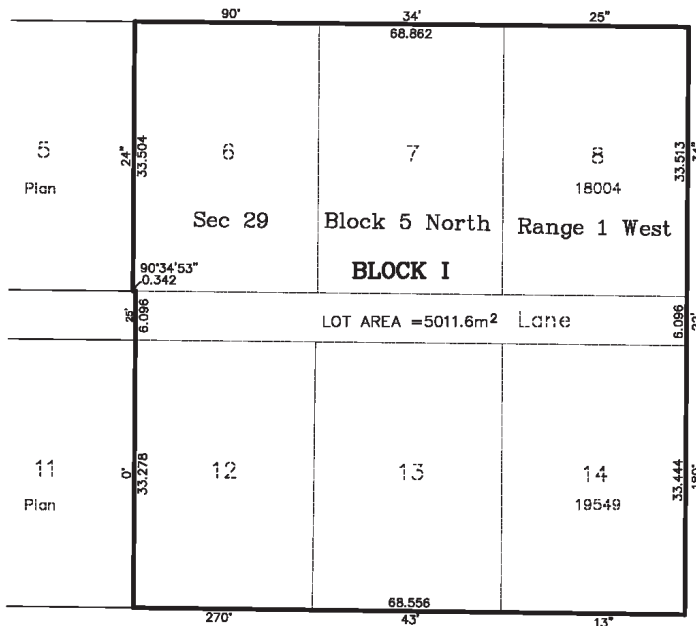 90' 34' 25"
68.862
5 6 7 8
24" 33.504 33.513
Plan 18004
Sec 29 Block 5 North Range 1 West
90°34'53" BLOCK I
0.342
25' 6.096 LOT AREA =5011.6m² Lane 6.096 22'
11 12 13 14
0' 33.278 33.444 180°
Plan 19549
68.556
270' 43' 13"